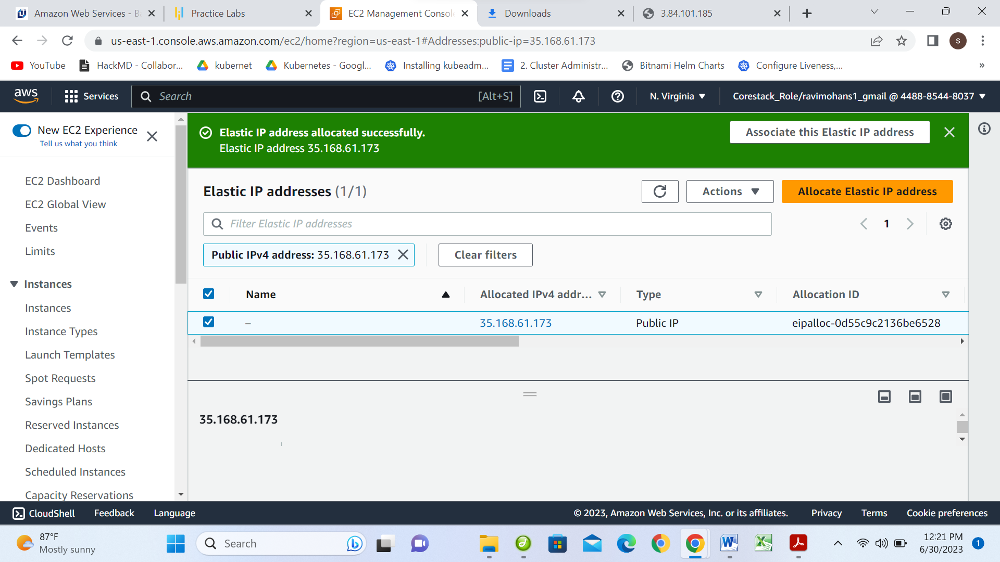 Amazon Web Services - Ba
Practice Labs
EC2 Management Console
Downloads
3.84.101.185
us-east-1.console.aws.amazon.com/ec2/home?region=us-east-1#Addresses:public-ip=35.168.61.173
S
YouTube
HackMD - Collabor...
kubernet
Kubernetes - Googl...
Installing kubeadm...
2. Cluster Administr...
Bitnami Helm Charts
Configure Liveness,...
»
aws
Services
Search
[Alt+S]
N. Virginia
Corestack_Role/ravimohans1_gmail @ 4488-8544-8037
New EC2 Experience
Tell us what you think
EC2 Dashboard
EC2 Global View
Events
Limits
Instances
Instances
Instance Types
Launch Templates
Spot Requests
Savings Plans
Reserved Instances
Dedicated Hosts
Scheduled Instances
Capacity Reservations
Elastic IP address allocated successfully.
Elastic IP address 35.168.61.173
Associate this Elastic IP address
Elastic IP addresses (1/1)
Actions
Allocate Elastic IP address
Filter Elastic IP addresses
1
Public IPv4 address: 35.168.61.173
Clear filters
Name
Allocated IPv4 addr...
Type
Allocation ID
–
35.168.61.173
Public IP
eipalloc-0d55c9c2136be6528
35.168.61.173
CloudShell
Feedback
Language
© 2023, Amazon Web Services, Inc. or its affiliates.
Privacy
Terms
Cookie preferences
87°F
Mostly sunny
Search
12:21 PM
6/30/2023
1